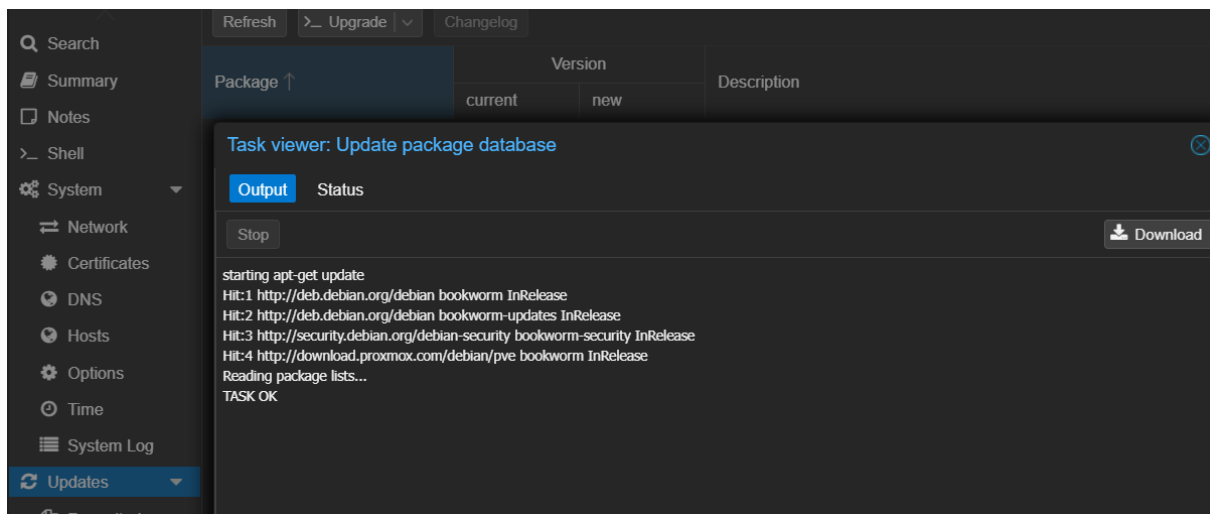 Refresh >_ Upgrade Changelog
Search
Summary
Notes
>_ Shell
System
Network
Certificates
DNS
Hosts
Options
Time
System Log
Updates
Package ↑
Version
current new
Description
Task viewer: Update package database
Output Status
Stop Download
starting apt-get update
Hit:1 http://deb.debian.org/debian bookworm InRelease
Hit:2 http://deb.debian.org/debian bookworm-updates InRelease
Hit:3 http://security.debian.org/debian-security bookworm-security InRelease
Hit:4 http://download.proxmox.com/debian/pve bookworm InRelease
Reading package lists...
TASK OK